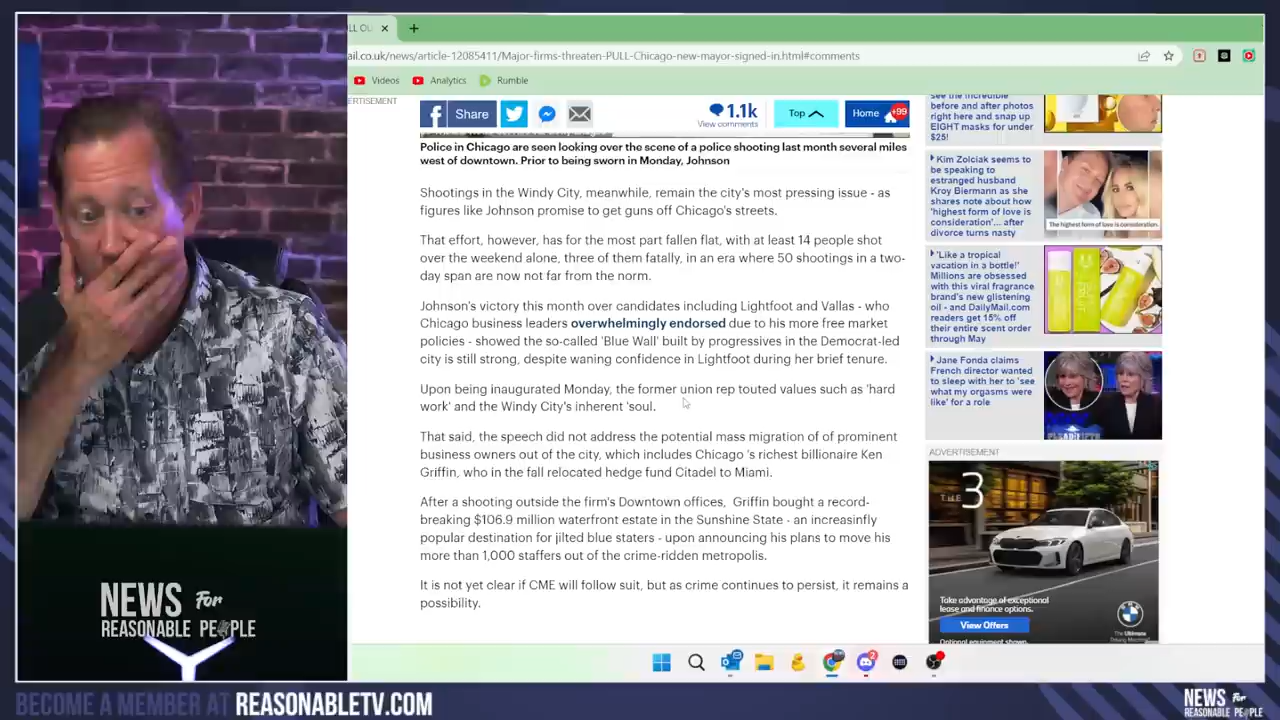 ail.co.uk/news/article-12085411/Major-firms-threaten-PULL-Chicago-new-mayor-signed-in.html#comments
Videos
Analytics
Rumble
ERTISEMENT
Share
1.1k
View comments
Top
Home
+99
Police in Chicago are seen looking over the scene of a police shooting last month several miles
west of downtown. Prior to being sworn in Monday, Johnson
Shootings in the Windy City, meanwhile, remain the city's most pressing issue - as
figures like Johnson promise to get guns off Chicago's streets.
That effort, however, has for the most part fallen flat, with at least 14 people shot
over the weekend alone, three of them fatally, in an era where 50 shootings in a two-
day span are now not far from the norm.
Johnson's victory this month over candidates including Lightfoot and Vallas - who
Chicago business leaders overwhelmingly endorsed due to his more free market
policies - showed the so-called 'Blue Wall' built by progressives in the Democrat-led
city is still strong, despite waning confidence in Lightfoot during her brief tenure.
Upon being inaugurated Monday, the former union rep touted values such as 'hard
work' and the Windy City's inherent 'soul.
That said, the speech did not address the potential mass migration of of prominent
business owners out of the city, which includes Chicago 's richest billionaire Ken
Griffin, who in the fall relocated hedge fund Citadel to Miami.
After a shooting outside the firm's Downtown offices, Griffin bought a record-
breaking $106.9 million waterfront estate in the Sunshine State - an increasinfly
popular destination for jilted blue staters - upon announcing his plans to move his
more than 1,000 staffers out of the crime-ridden metropolis.
It is not yet clear if CME will follow suit, but as crime continues to persist, it remains a
possibility.
see the incredible
before and after photos
right here and snap up
EIGHT masks for under
$25!
Kim Zolciak seems to
be speaking to
estranged husband
Kroy Biermann as she
shares note about how
'highest form of love is
consideration'... after
divorce turns nasty
The highest form of love is consideration.
'Like a tropical
vacation in a bottle!'
Millions are obsessed
with this viral fragrance
brand's new glistening
oil - and DailyMail.com
readers get 15% off
their entire scent order
through May
Jane Fonda claims
French director wanted
to sleep with her to 'see
what my orgasms were
like' for a role
ADVERTISEMENT
THE 3
Take advantage of exceptional
lease and finance options.
View Offers
NEWS For
REASONABLE PEOPLE
BECOME A MEMBER AT REASONABLETV.COM
NEWS For
REASONABLE PEOPLE